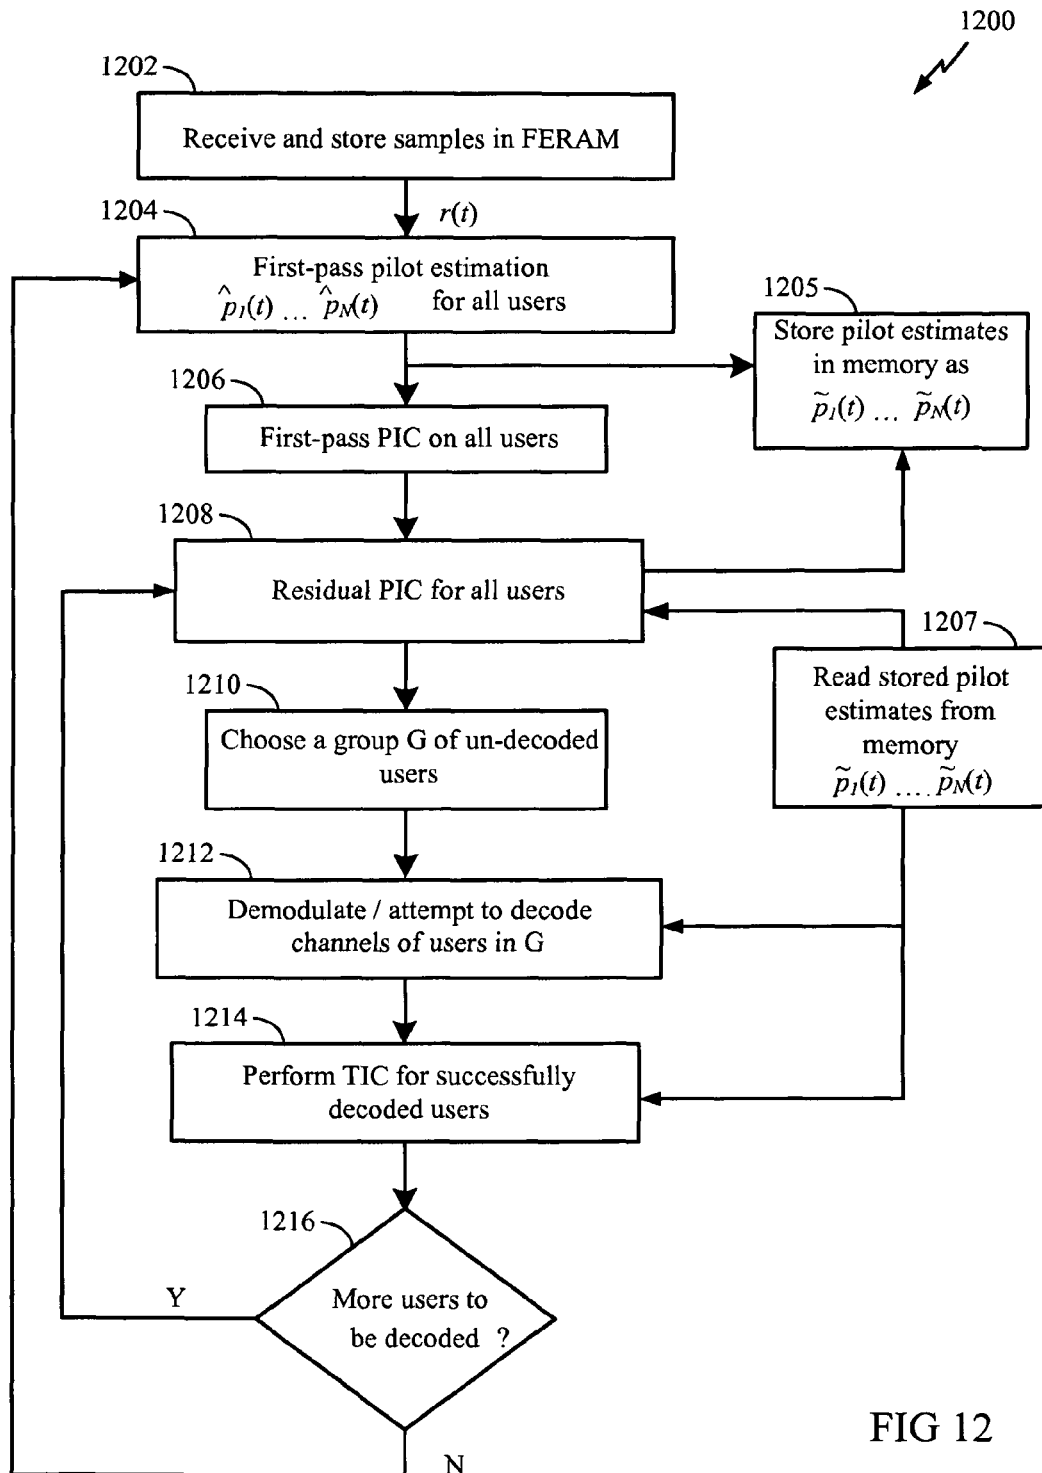 1200
1202
Receive and store samples in FERAM
r(t)
1204
First-pass pilot estimation
p̂₁(t) ... p̂N(t) for all users
1205
Store pilot estimates
in memory as
p̃₁(t) ... p̃N(t)
1206
First-pass PIC on all users
1208
Residual PIC for all users
1207
Read stored pilot
estimates from
memory
p̃₁(t) .... p̃N(t)
1210
Choose a group G of un-decoded
users
1212
Demodulate / attempt to decode
channels of users in G
1214
Perform TIC for successfully
decoded users
1216
More users to
be decoded ?
Y
N
FIG 12